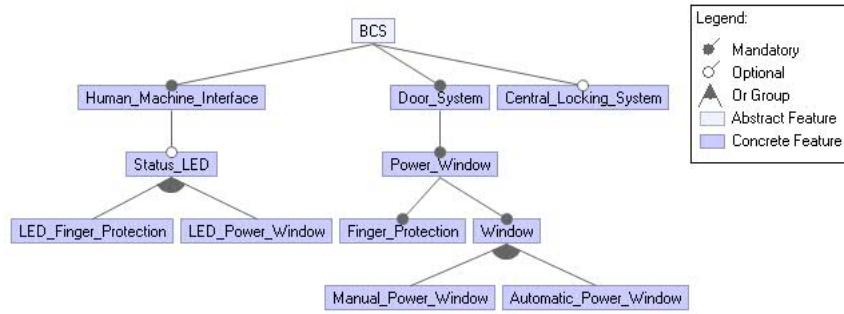 BCS
Human_Machine_Interface
Door_System
Central_Locking_System
Status_LED
Power_Window
LED_Finger_Protection
LED_Power_Window
Finger_Protection
Window
Manual_Power_Window
Automatic_Power_Window
Legend:
Mandatory
Optional
Or Group
Abstract Feature
Concrete Feature